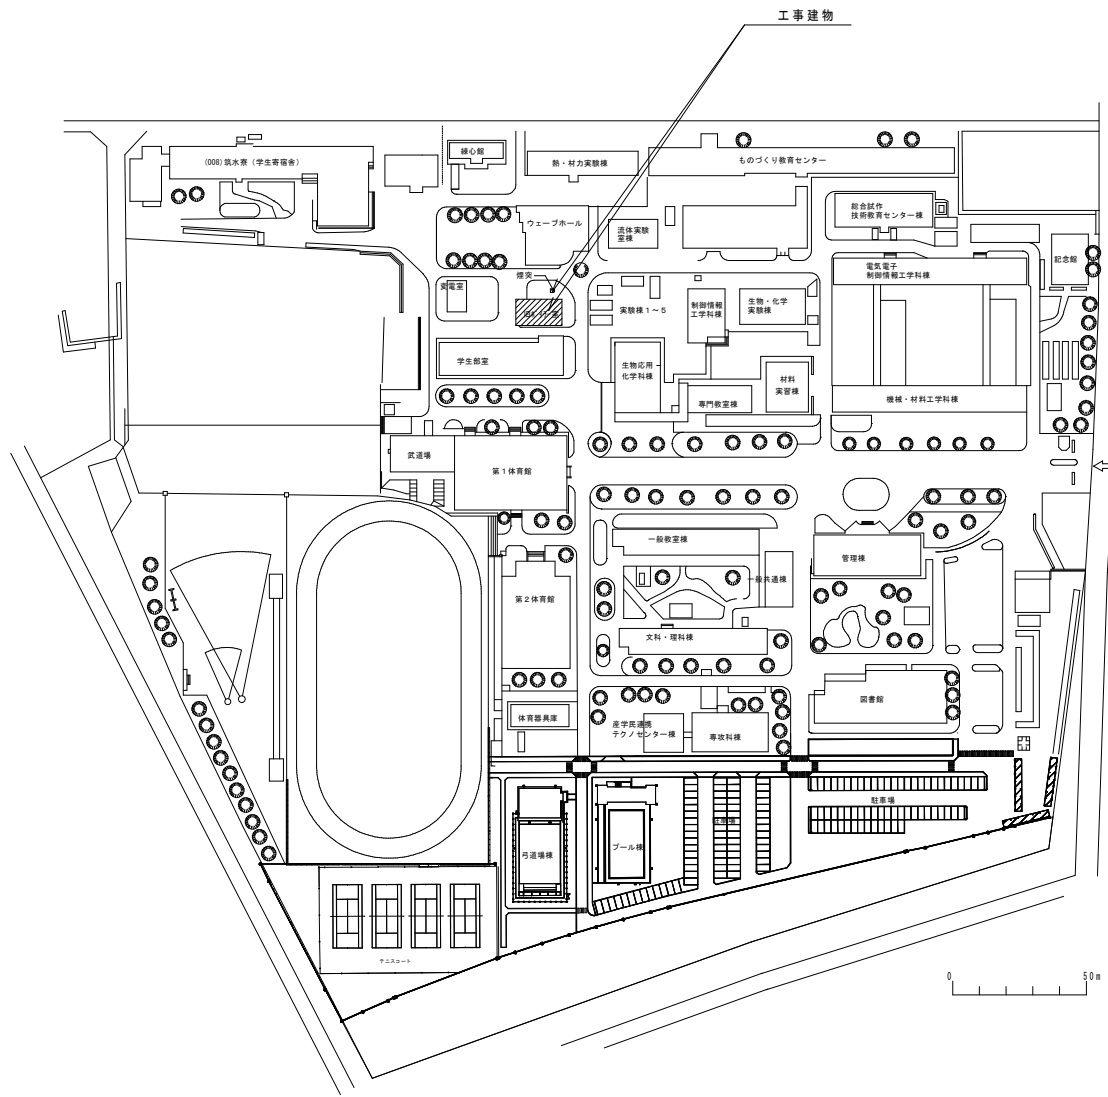 工事建物
(008) 筑水寮（学生寄宿舎）
練心館
熱・材力実験棟
ものづくり教育センター
ウェーブホール
流体実験
室棟
総合試作
技術教育センター棟
記念館
電気電子
制御情報工学科棟
煙突
変電室
実験棟１～５
制御情報
工学科棟
生物・化学
実験棟
学生部室
生物応用
化学科棟
材料
実習棟
専門教室棟
機械・材料工学科棟
武道場
第１体育館
一般教室棟
管理棟
一般共通棟
第２体育館
文科・理科棟
図書館
体育器具庫
産学民連携
テクノセンター棟
専攻科棟
駐車場
駐車場
弓道場棟
プール棟
テニスコート
0
50m